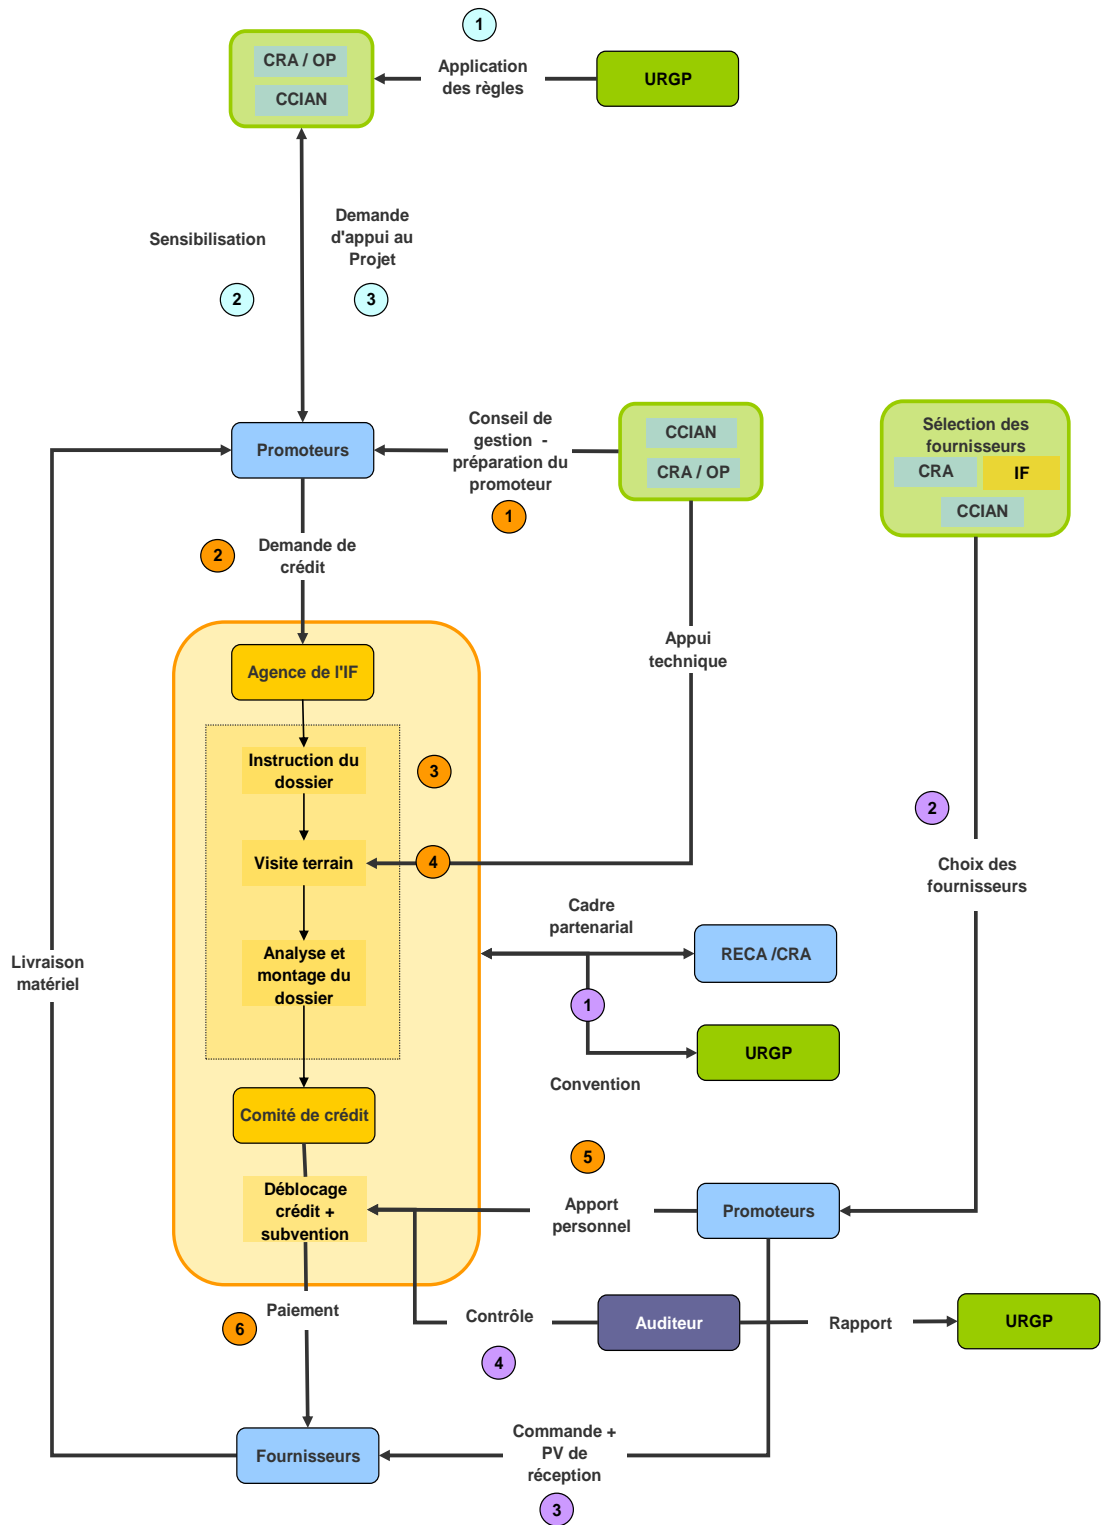 1
CRA / OP
CCIAN
Application
des règles
URGP
Sensibilisation
2
Demande
d'appui au
Projet
3
Promoteurs
Conseil de
gestion -
préparation du
promoteur
1
CCIAN
CRA / OP
Sélection des
fournisseurs
CRA
IF
CCIAN
2
Demande de
crédit
Appui
technique
Agence de l'IF
Instruction du
dossier
3
Visite terrain
4
Analyse et
montage du
dossier
Comité de crédit
Déblocage
crédit +
subvention
Livraison
matériel
Cadre
partenarial
RECA /CRA
1
URGP
Convention
2
Choix des
fournisseurs
5
Apport
personnel
Promoteurs
6
Paiement
Contrôle
4
Auditeur
Rapport
URGP
Fournisseurs
Commande +
PV de
réception
3